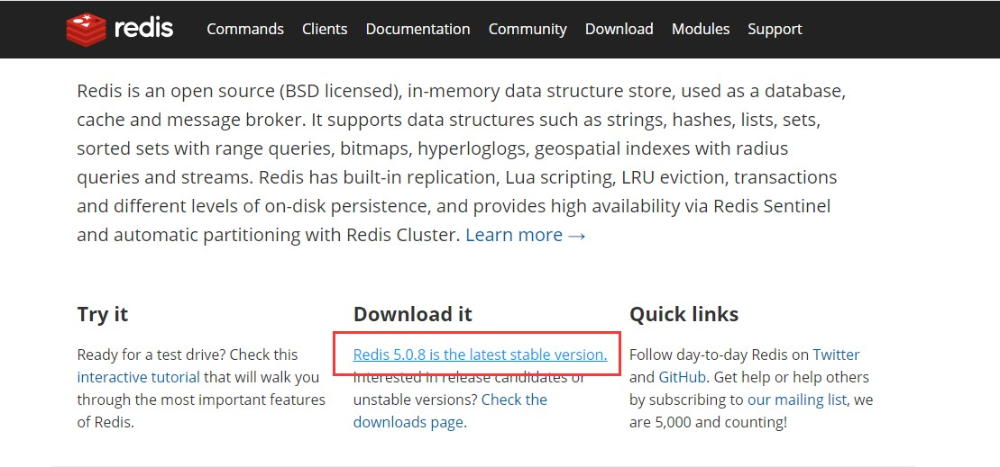 redis Commands Clients Documentation Community Download Modules Support
Redis is an open source (BSD licensed), in-memory data structure store, used as a database,
cache and message broker. It supports data structures such as strings, hashes, lists, sets,
sorted sets with range queries, bitmaps, hyperloglogs, geospatial indexes with radius
queries and streams. Redis has built-in replication, Lua scripting, LRU eviction, transactions
and different levels of on-disk persistence, and provides high availability via Redis Sentinel
and automatic partitioning with Redis Cluster. Learn more →
Try it
Ready for a test drive? Check this
interactive tutorial that will walk you
through the most important features
of Redis.
Download it
Redis 5.0.8 is the latest stable version.
Interested in release candidates or
unstable versions? Check the
downloads page.
Quick links
Follow day-to-day Redis on Twitter
and GitHub. Get help or help others
by subscribing to our mailing list, we
are 5,000 and counting!